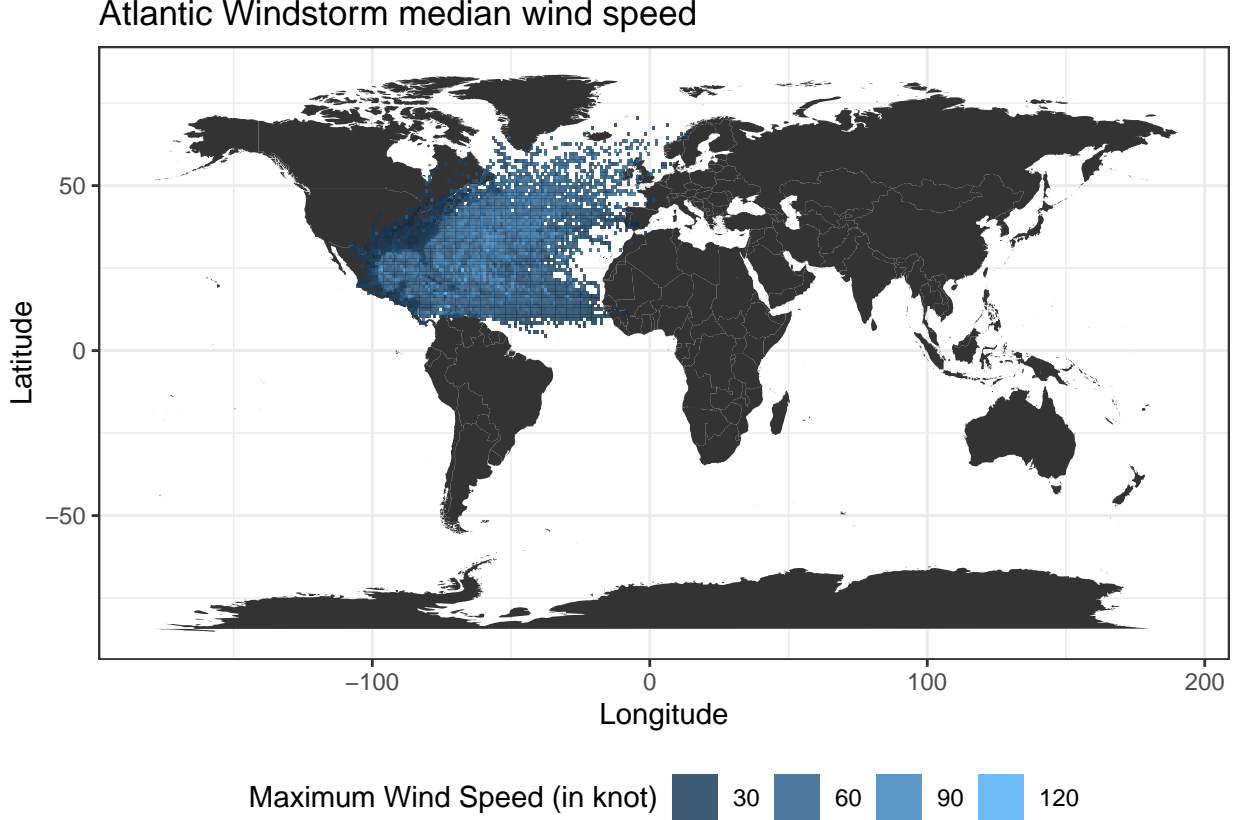 Atlantic Windstorm median wind speed
50
0
−50
Latitude
−100 0 100 200
Longitude
Maximum Wind Speed (in knot) 30 60 90 120